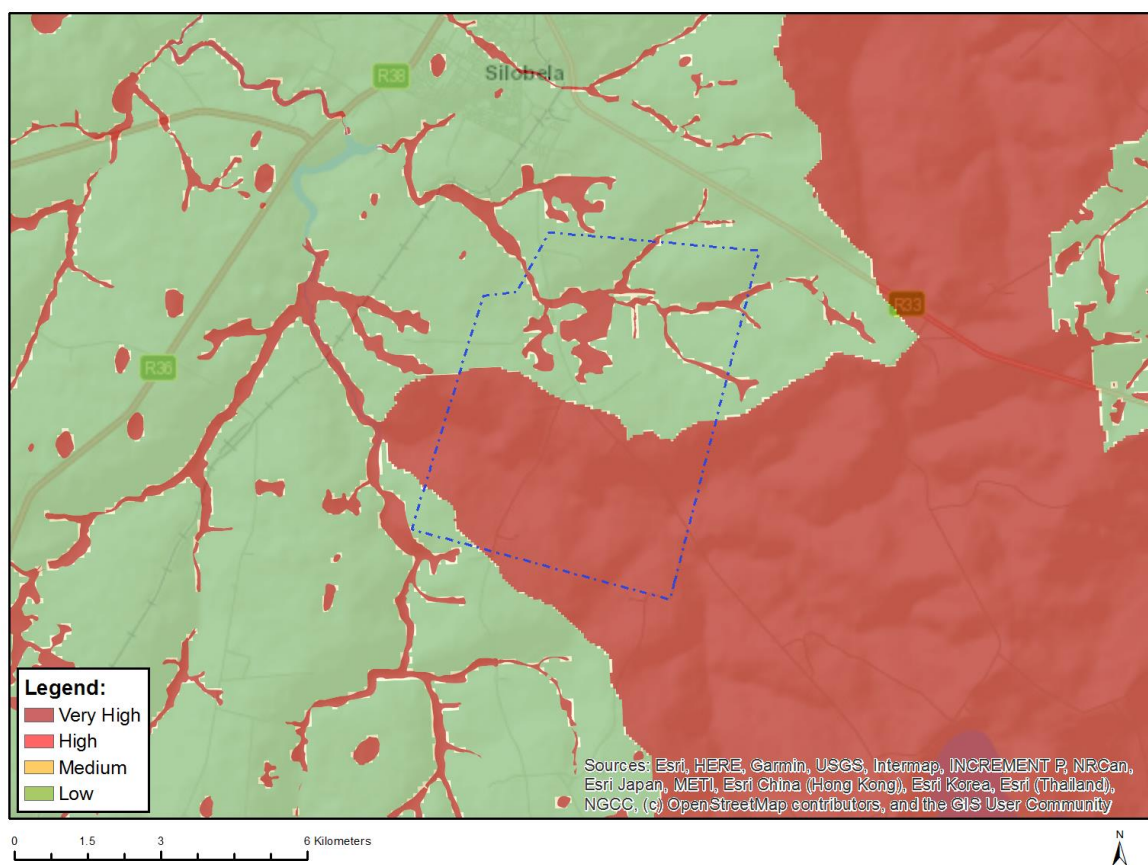 Silobela
R38
R33
R36
Legend:
Very High
High
Medium
Low
Sources: Esri, HERE, Garmin, USGS, Intermap, INCREMENT P, NRCan,
Esri Japan, METI, Esri China (Hong Kong), Esri Korea, Esri (Thailand),
NGCC, (c) OpenStreetMap contributors, and the GIS User Community
0 1.5 3 6 Kilometers
N